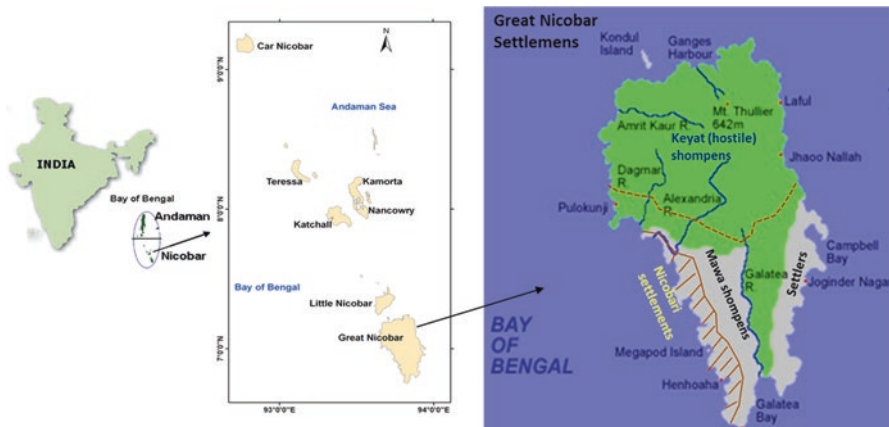 INDIA
Bay of Bengal
Andaman
Nicobar
Car Nicobar
N
9°0'0"N
Andaman Sea
Teressa
Kamorta
Nancowry
Katchall
8°0'0"N
Bay of Bengal
Little Nicobar
Great Nicobar
7°0'0"N
93°0'0"E
94°0'0"E
Great Nicobar
Settlemens
Kondul
Island
Ganges
Harbour
Mt. Thullier
642m
Laful
Amrit Kaur R.
Keyat (hostile)
shompens
Jhaoo Nallah
Dagmar
R.
Alexandria
R.
Pulokunji
Campbell
Bay
Galatea
R.
Settlers
Joginder Nagar
Mawa shompens
Nicobari
settlements
BAY
OF
BENGAL
Megapod Island
Henhoaha
Galatea
Bay